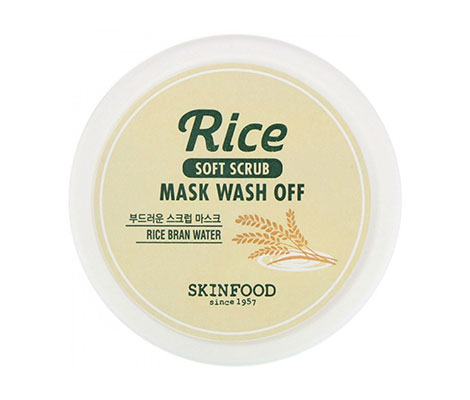 Rice
SOFT SCRUB
MASK WASH OFF
부드러운 스크럽 마스크
RICE BRAN WATER
SKINFOOD
since 1957